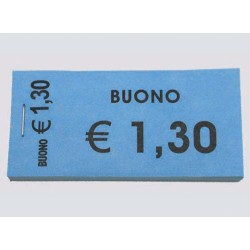 BUONO € 1,30
BUONO
€ 1,30